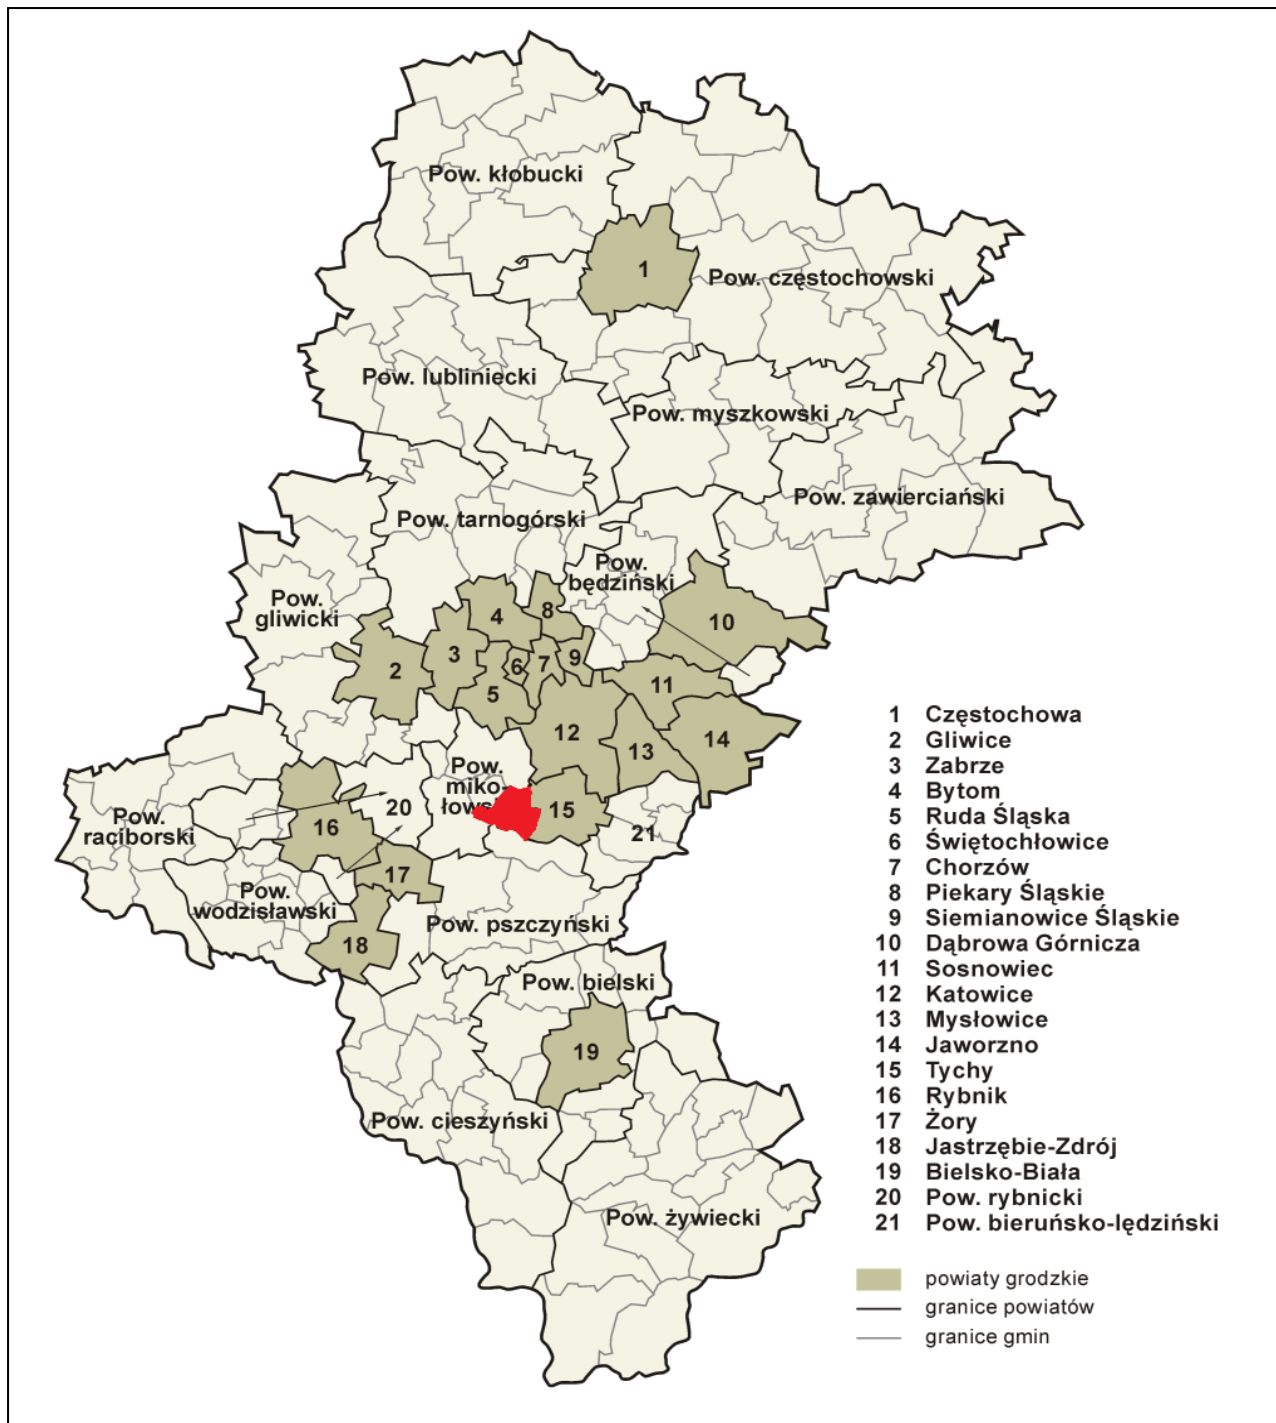 Pow. kłobucki
1
Pow. częstochowski
Pow. lubliniecki
Pow. myszkowski
Pow. zawierciański
Pow. tarnogórski
Pow.
będziński
Pow.
gliwicki
8
4
10
3
6
7
9
2
5
11
12
13
14
Pow.
miko-
łows
20
15
Pow.
raciborski
16
21
17
Pow.
wodzisławski
Pow. pszczyński
18
Pow. bielski
19
Pow. cieszyński
Pow. żywiecki
1 Częstochowa
2 Gliwice
3 Zabrze
4 Bytom
5 Ruda Śląska
6 Świętochłowice
7 Chorzów
8 Piekary Śląskie
9 Siemianowice Śląskie
10 Dąbrowa Górnicza
11 Sosnowiec
12 Katowice
13 Mysłowice
14 Jaworzno
15 Tychy
16 Rybnik
17 Żory
18 Jastrzębie-Zdrój
19 Bielsko-Biała
20 Pow. rybnicki
21 Pow. bieruńsko-lędziński
powiaty grodzkie
granice powiatów
granice gmin